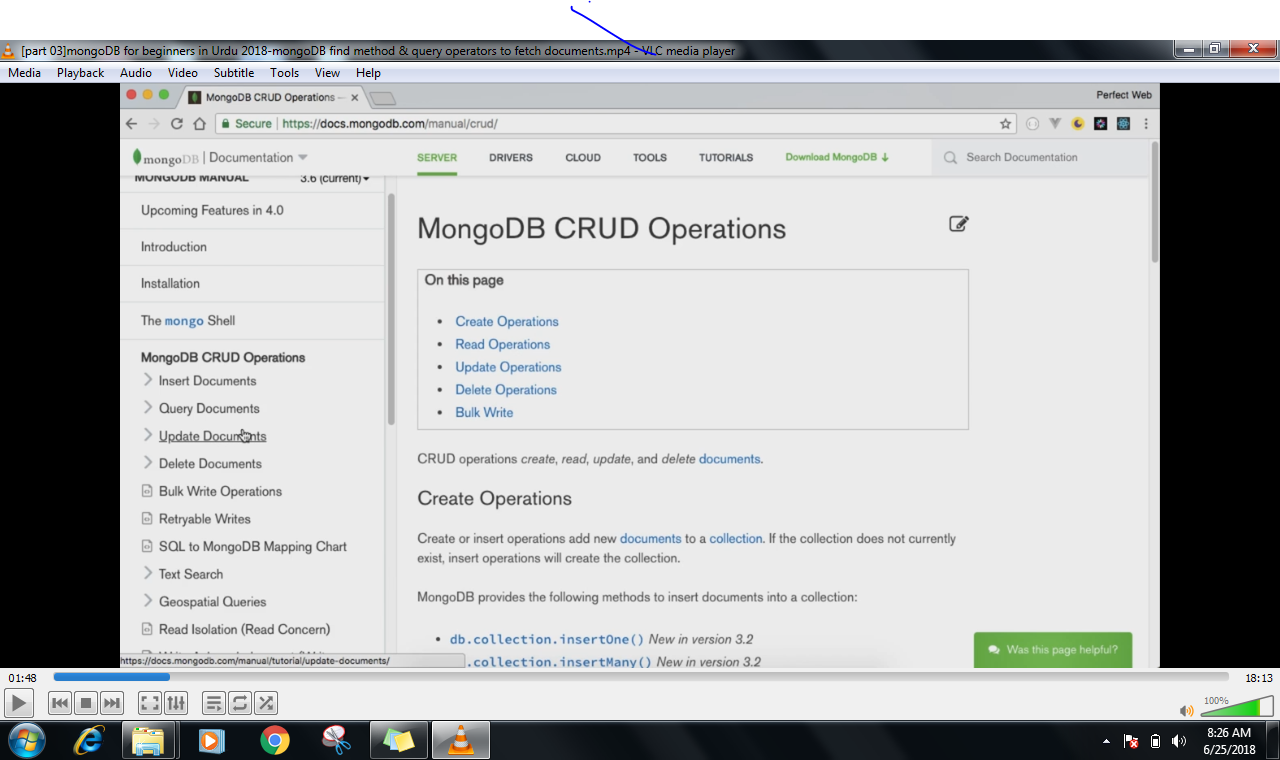 [part 03]mongoDB for beginners in Urdu 2018-mongoDB find method & query operators to fetch documents.mp4 - VLC media player
Media Playback Audio Video Subtitle Tools View Help
MongoDB CRUD Operations — ×
Perfect Web
Secure | https://docs.mongodb.com/manual/crud/
mongoDB | Documentation
SERVER DRIVERS CLOUD TOOLS TUTORIALS Download MongoDB Search Documentation
MONGODB MANUAL 3.6 (current)
Upcoming Features in 4.0
Introduction
Installation
The mongo Shell
MongoDB CRUD Operations
Insert Documents
Query Documents
Update Documents
Delete Documents
Bulk Write Operations
Retryable Writes
SQL to MongoDB Mapping Chart
Text Search
Geospatial Queries
Read Isolation (Read Concern)
https://docs.mongodb.com/manual/tutorial/update-documents/
MongoDB CRUD Operations
On this page
• Create Operations
• Read Operations
• Update Operations
• Delete Operations
• Bulk Write
CRUD operations create, read, update, and delete documents.
Create Operations
Create or insert operations add new documents to a collection. If the collection does not currently
exist, insert operations will create the collection.
MongoDB provides the following methods to insert documents into a collection:
• db.collection.insertOne() New in version 3.2
.collection.insertMany() New in version 3.2
Was this page helpful?
01:48 18:13
100%
8:26 AM
6/25/2018